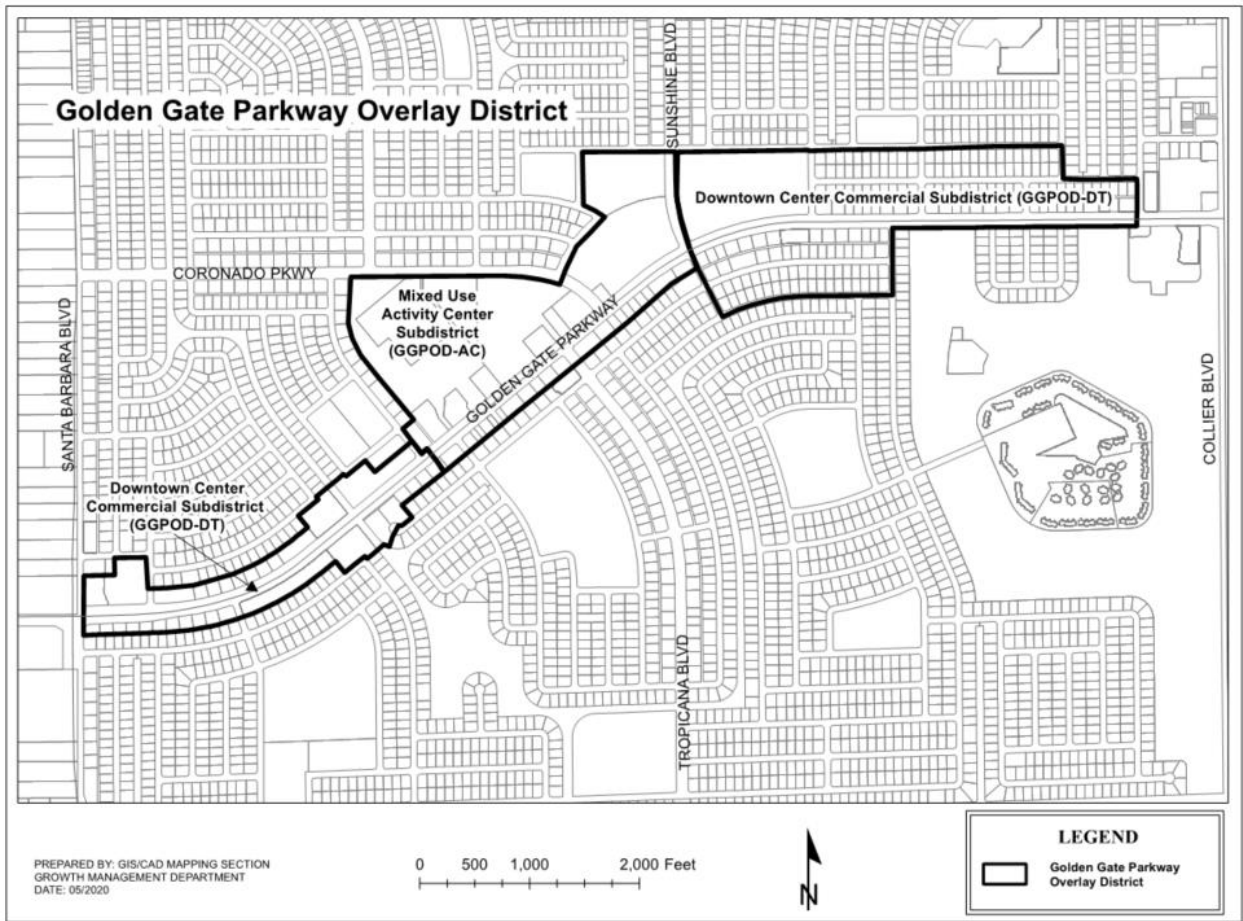 Golden Gate Parkway Overlay District
SUNSHINE BLVD
Downtown Center Commercial Subdistrict (GGPOD-DT)
CORONADO PKWY
Mixed Use
Activity Center
Subdistrict
(GGPOD-AC)
GOLDEN GATE PARKWAY
SANTA BARBARA BLVD
COLLIER BLVD
Downtown Center
Commercial Subdistrict
(GGPOD-DT)
TROPICANA BLVD
PREPARED BY: GIS/CAD MAPPING SECTION
GROWTH MANAGEMENT DEPARTMENT
DATE: 05/2020
0 500 1,000 2,000 Feet
N
LEGEND
Golden Gate Parkway
Overlay District